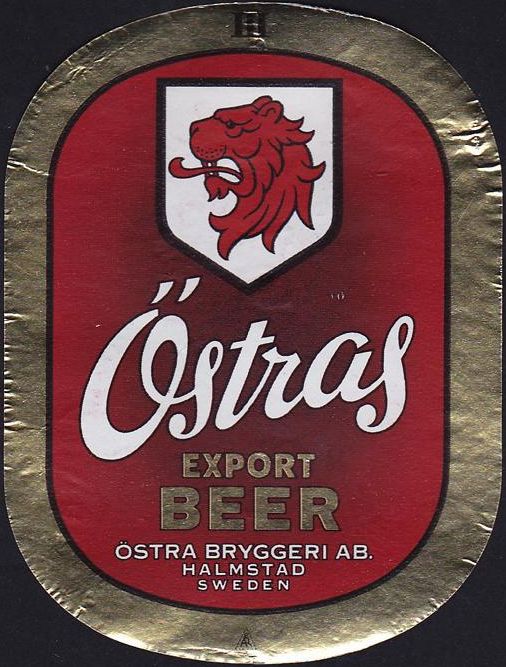 H
Östras
EXPORT
BEER
ÖSTRA BRYGGERI AB.
HALMSTAD
SWEDEN